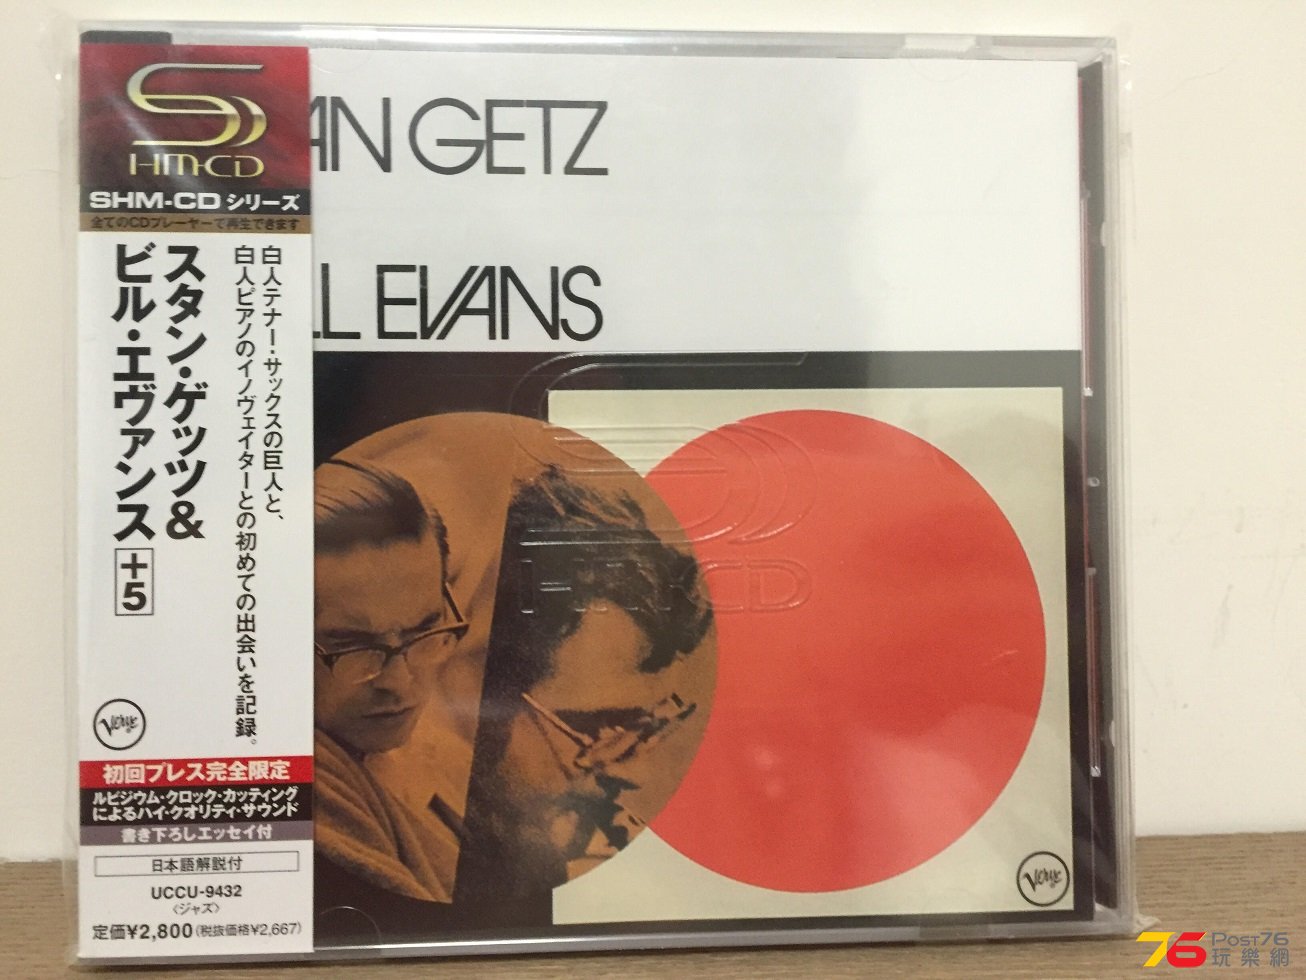 HM-CD
SHM-CD シリーズ
全てのCDプレーヤーで再生できます
白人テナー・サックスの巨人と、
白人ピアノのイノヴェイターとの初めての出会いを記録。
スタン・ゲッツ&
ビル・エヴァンス
+5
Verve
初回プレス完全限定
ルビジウム・クロック・カッティング
によるハイ・クオリティ・サウンド
書き下ろしエッセイ付
日本語解説付
UCCU-9432
〈ジャズ〉
定価¥2,800(税抜価格¥2,667)
AN GETZ
LL EVANS
HM-CD
Verve
76 Post76
玩樂網